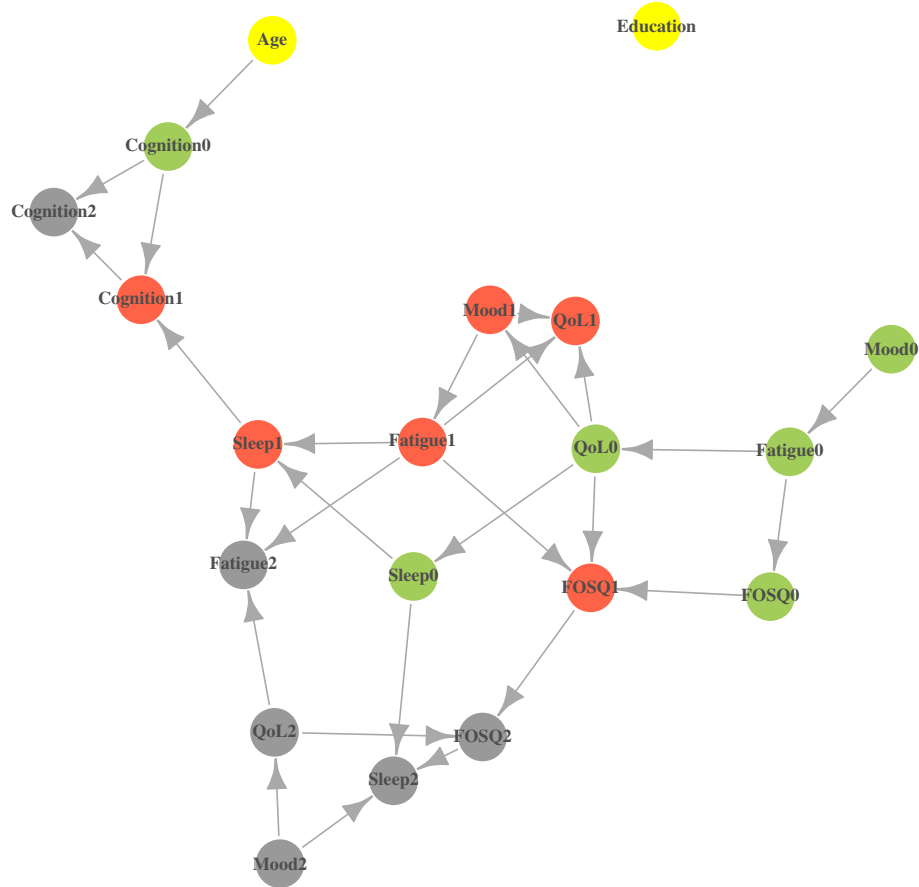 Education
Age
Cognition0
Cognition2
Cognition1
Mood1
QoL1
Mood0
Sleep1
Fatigue1
QoL0
Fatigue0
Fatigue2
Sleep0
FOSQ1
FOSQ0
QoL2
FOSQ2
Sleep2
Mood2